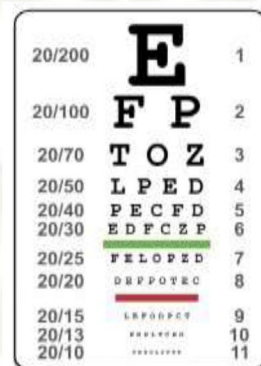 20/200 E 1
20/100 F P 2
20/70 T O Z 3
20/50 L P E D 4
20/40 P E C F D 5
20/30 E D F C Z P 6
20/25 F E L O P Z D 7
20/20 D E F P O T E C 8
20/15 9
20/13 10
20/10 11